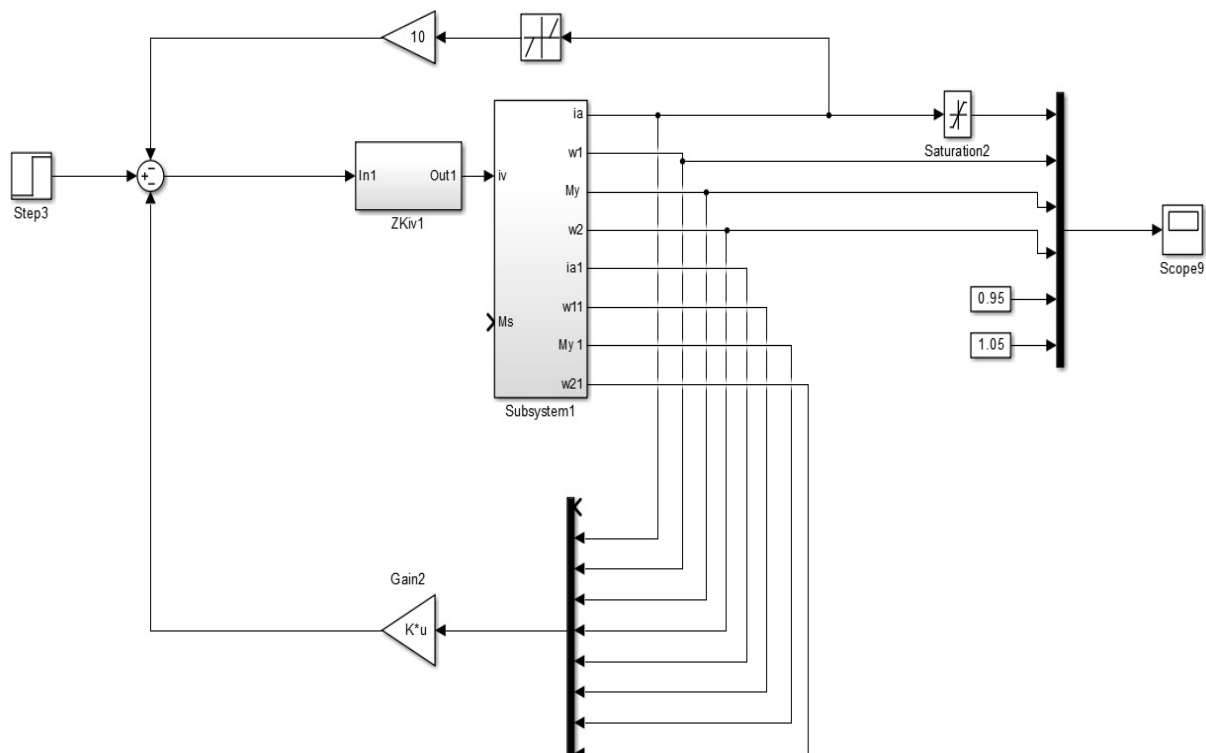 10
ia
Saturation2
w1
In1
Out1
iv
My
Step3
ZKiv1
w2
Scope9
ia1
0.95
w11
Ms
My 1
1.05
w21
Subsystem1
Gain2
K*u